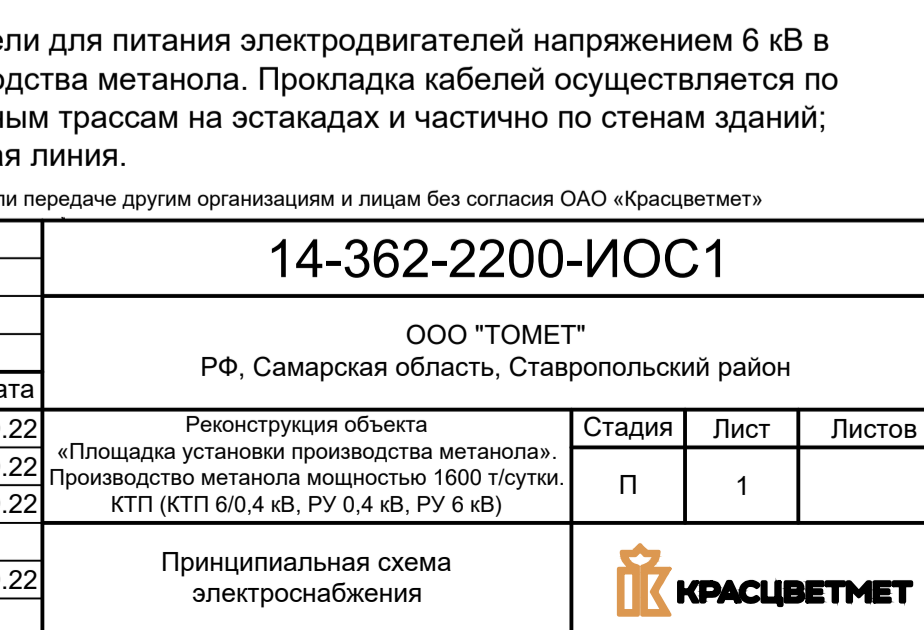 ели для питания электродвигателей напряжением 6 кВ в
одства метанола. Прокладка кабелей осуществляется по
ным трассам на эстакадах и частично по стенам зданий;
ая линия.
ли передаче другим организациям и лицам без согласия ОАО «Красцветмет»
14-362-2200-ИОС1
ООО "ТОМЕТ"
РФ, Самарская область, Ставропольский район
ата
.22
.22
.22
.22
Реконструкция объекта
«Площадка установки производства метанола».
Производство метанола мощностью 1600 т/сутки.
КТП (КТП 6/0,4 кВ, РУ 0,4 кВ, РУ 6 кВ)
Стадия Лист Листов
П 1
Принципиальная схема
электроснабжения
КРАСЦВЕТМЕТ